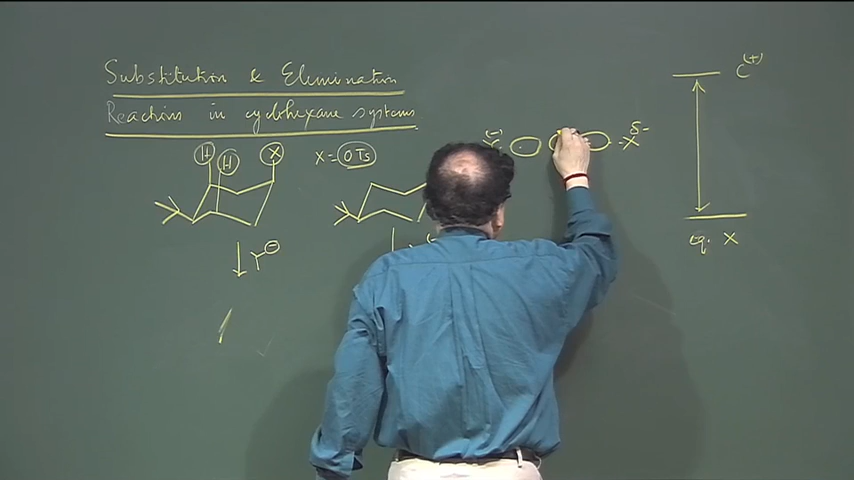 Substitution & Elimination
Reactions in cyclohexane systems
H H X X = OTs
Y⊖
(-) δ- X
C(+)
eq. X